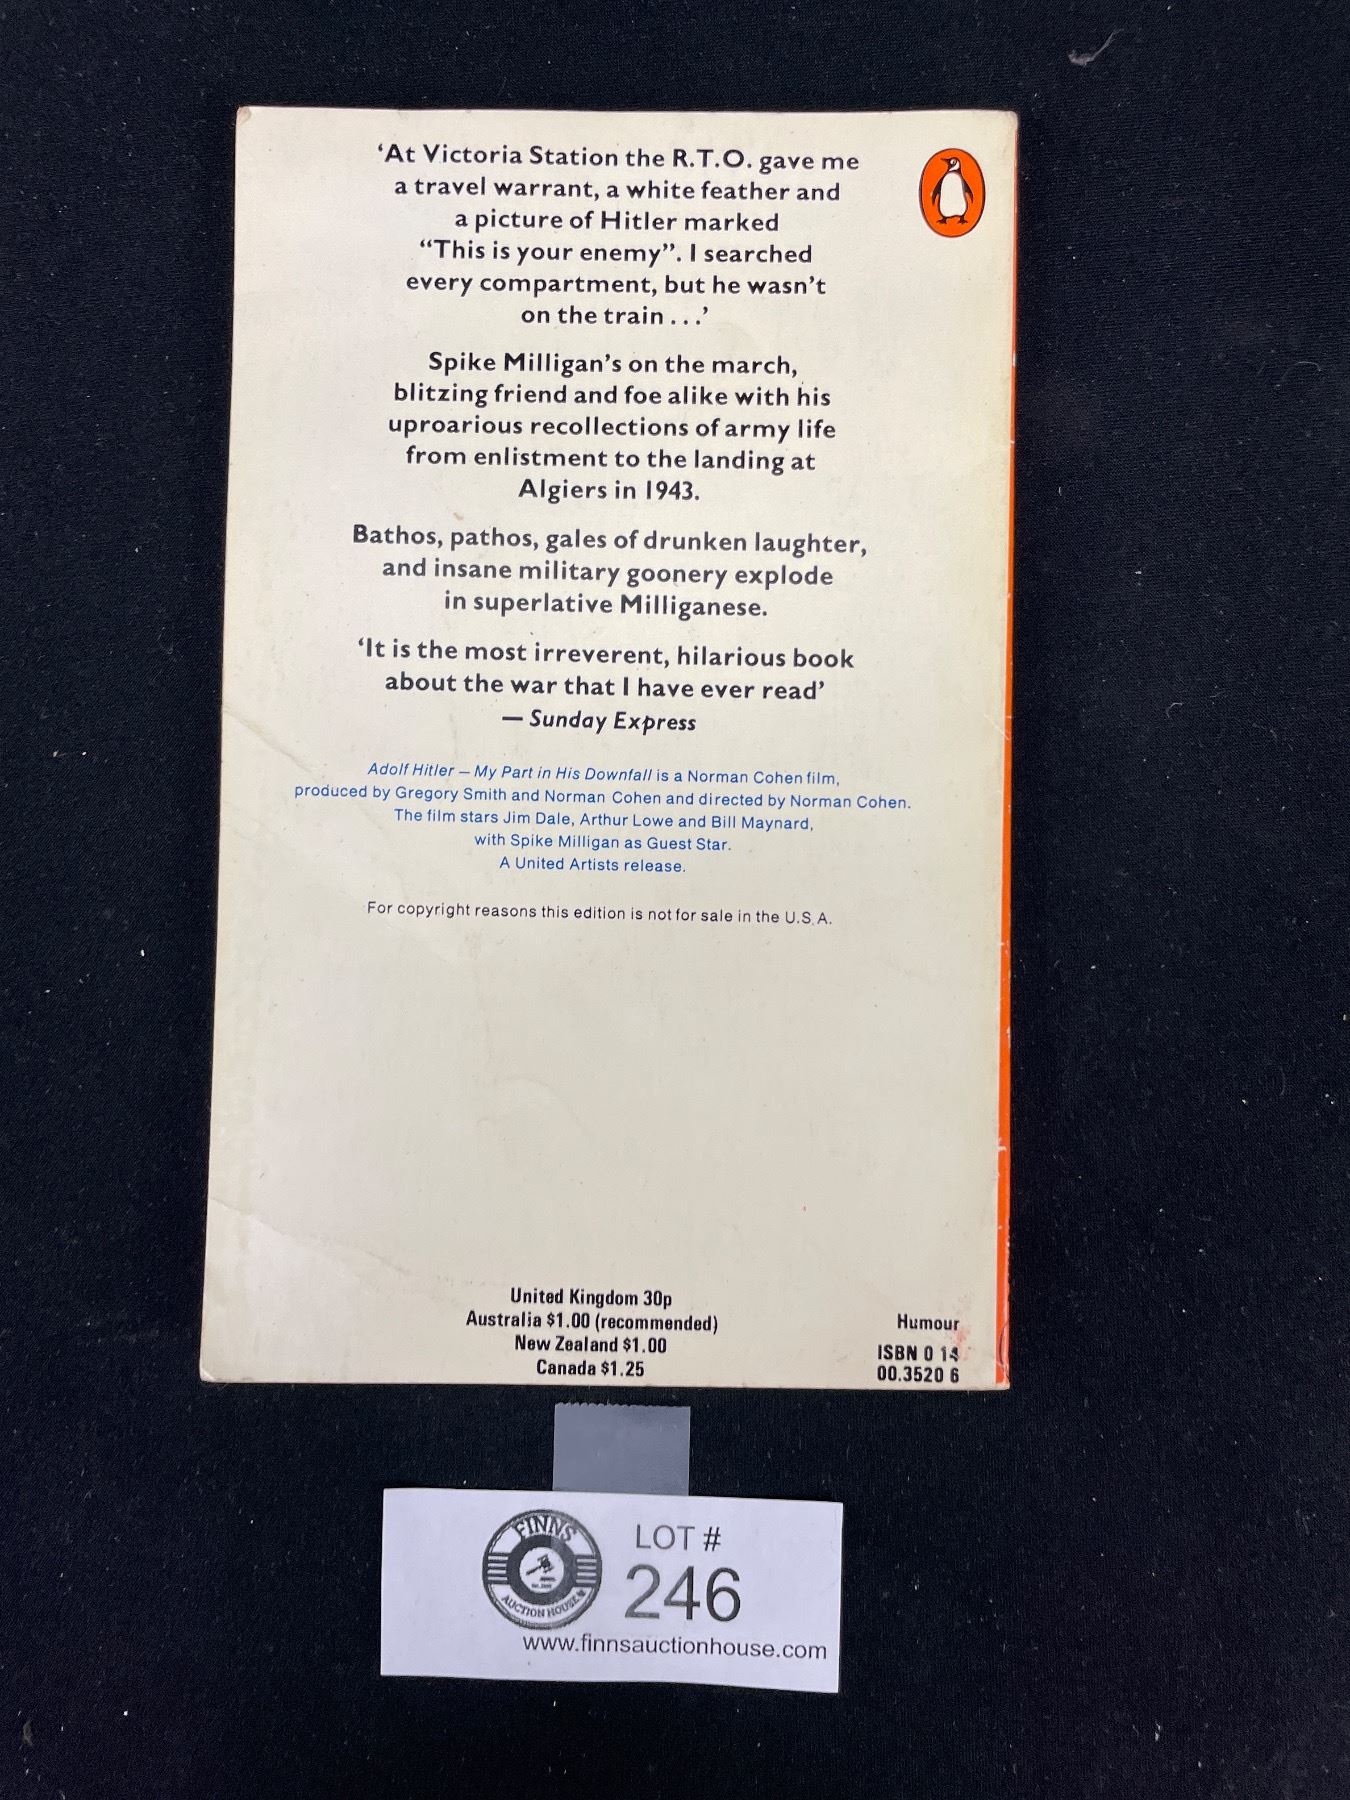 ‘At Victoria Station the R.T.O. gave me
a travel warrant, a white feather and
a picture of Hitler marked
“This is your enemy”. I searched
every compartment, but he wasn’t
on the train . . .’
Spike Milligan’s on the march,
blitzing friend and foe alike with his
uproarious recollections of army life
from enlistment to the landing at
Algiers in 1943.
Bathos, pathos, gales of drunken laughter,
and insane military goonery explode
in superlative Milliganese.
‘It is the most irreverent, hilarious book
about the war that I have ever read’
— Sunday Express
Adolf Hitler – My Part in His Downfall is a Norman Cohen film,
produced by Gregory Smith and Norman Cohen and directed by Norman Cohen.
The film stars Jim Dale, Arthur Lowe and Bill Maynard,
with Spike Milligan as Guest Star.
A United Artists release.
For copyright reasons this edition is not for sale in the U.S.A.
United Kingdom 30p
Australia $1.00 (recommended)
New Zealand $1.00
Canada $1.25
Humour
ISBN 0 14
00.3520 6
FINNS
AUCTION HOUSE
LOT #
246
www.finnsauctionhouse.com